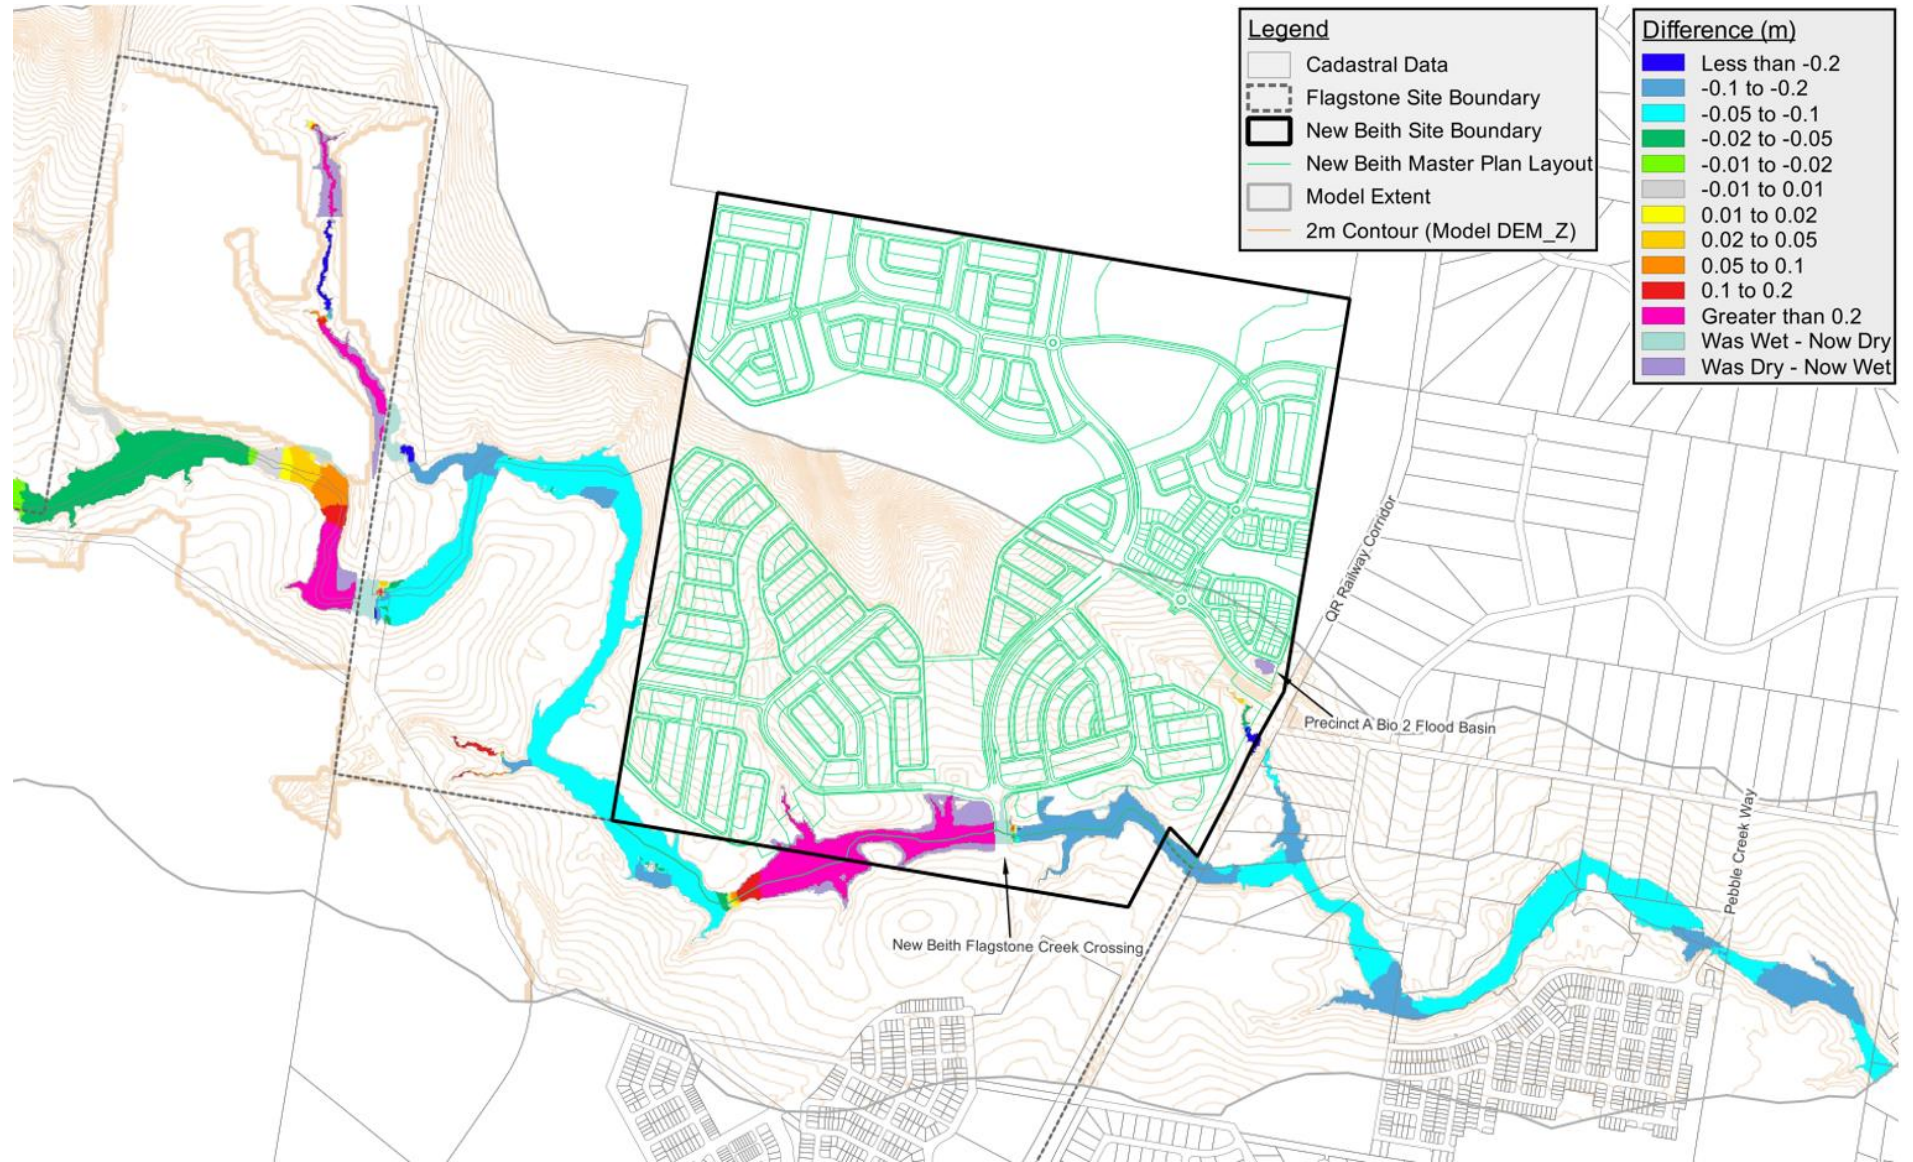 Legend
Cadastral Data
Flagstone Site Boundary
New Beith Site Boundary
New Beith Master Plan Layout
Model Extent
2m Contour (Model DEM_Z)
Difference (m)
Less than -0.2
-0.1 to -0.2
-0.05 to -0.1
-0.02 to -0.05
-0.01 to -0.02
-0.01 to 0.01
0.01 to 0.02
0.02 to 0.05
0.05 to 0.1
0.1 to 0.2
Greater than 0.2
Was Wet - Now Dry
Was Dry - Now Wet
QR Railway Corridor
Precinct A Bio 2 Flood Basin
Pebble Creek Way
New Beith Flagstone Creek Crossing